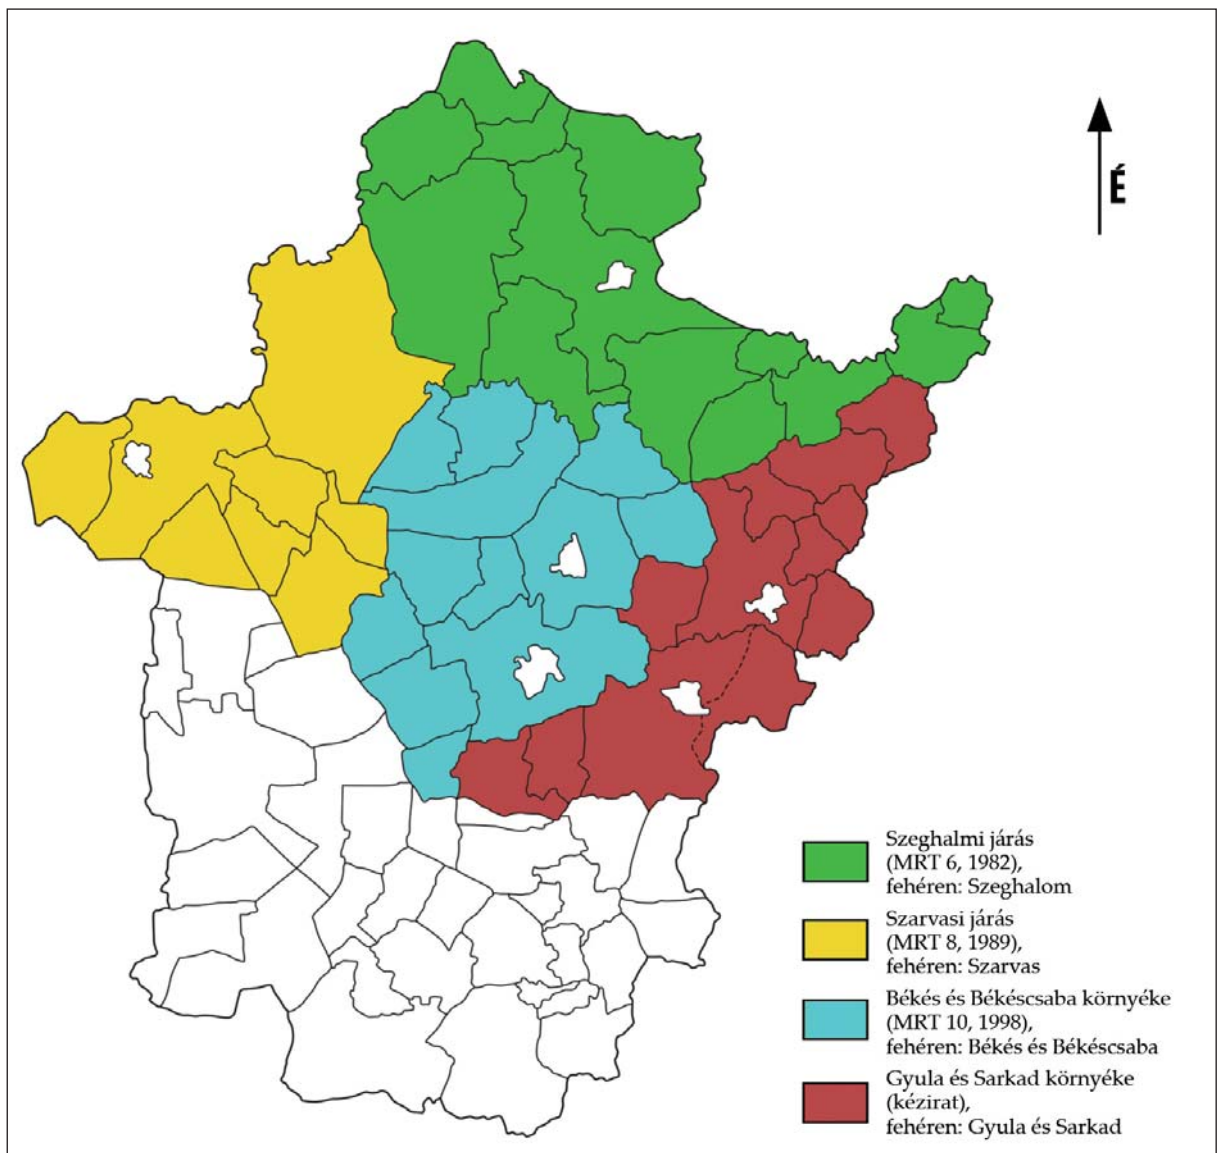 É
Szeghalmi járás
(MRT 6, 1982),
fehéren: Szeghalom
Szarvasi járás
(MRT 8, 1989),
fehéren: Szarvas
Békés és Békéscsaba környéke
(MRT 10, 1998),
fehéren: Békés és Békéscsaba
Gyula és Sarkad környéke
(kézirat),
fehéren: Gyula és Sarkad